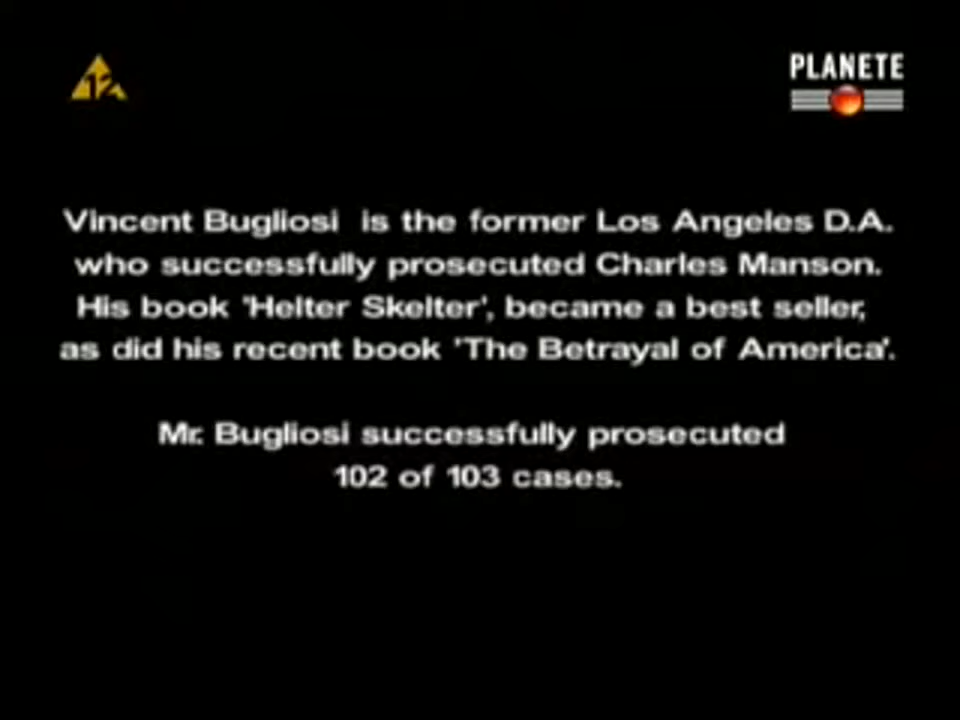 12
PLANETE
Vincent Bugliosi is the former Los Angeles D.A.
who successfully prosecuted Charles Manson.
His book 'Helter Skelter', became a best seller,
as did his recent book 'The Betrayal of America'.
Mr. Bugliosi successfully prosecuted
102 of 103 cases.